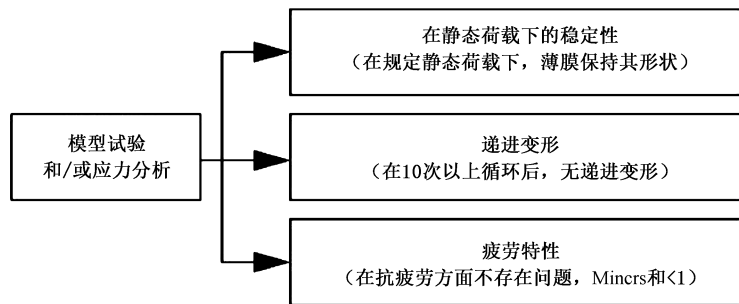 在静态荷载下的稳定性
（在规定静态荷载下，薄膜保持其形状）
模型试验
和/或应力分析
递进变形
（在10次以上循环后，无递进变形）
疲劳特性
（在抗疲劳方面不存在问题，Mincrs和<1）